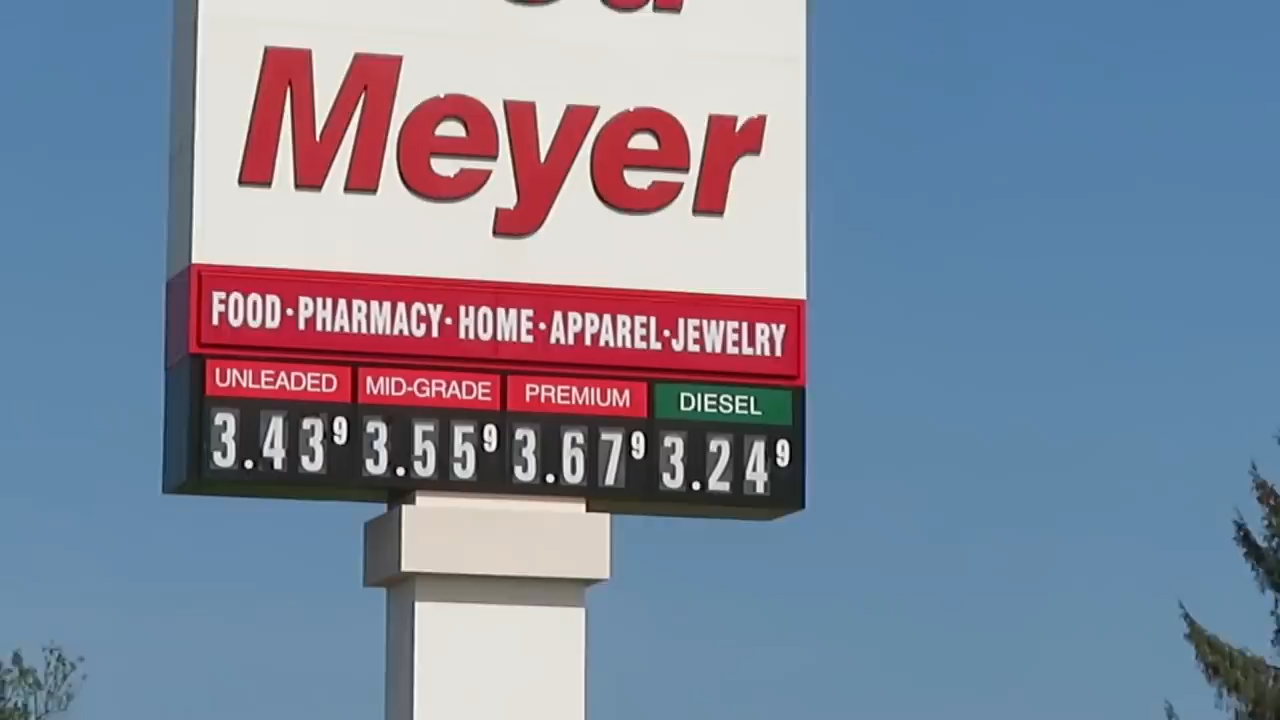 Meyer
FOOD·PHARMACY·HOME·APPAREL·JEWELRY
UNLEADED MID-GRADE PREMIUM DIESEL
3.439 3.559 3.679 3.249